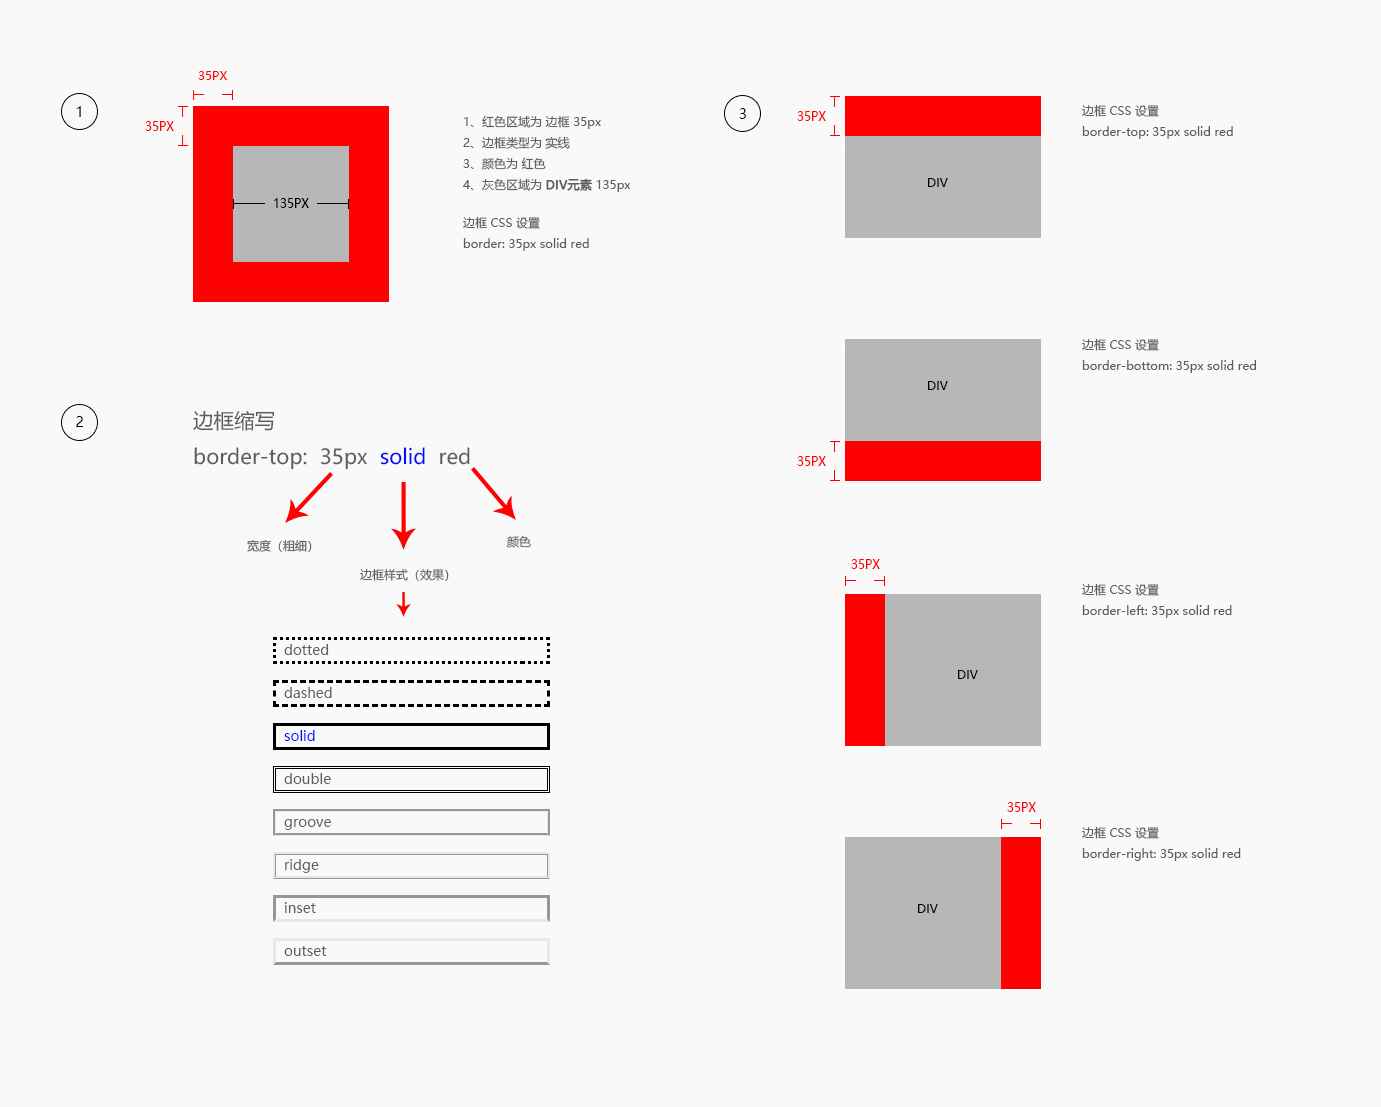 1
35PX
35PX
135PX
1、红色区域为 边框 35px
2、边框类型为 实线
3、颜色为 红色
4、灰色区域为 DIV元素 135px
边框 CSS 设置
border: 35px solid red
2
边框缩写
border-top: 35px solid red
宽度（粗细）
颜色
边框样式（效果）
dotted
dashed
solid
double
groove
ridge
inset
outset
3
35PX
DIV
边框 CSS 设置
border-top: 35px solid red
DIV
35PX
边框 CSS 设置
border-bottom: 35px solid red
35PX
DIV
边框 CSS 设置
border-left: 35px solid red
35PX
DIV
边框 CSS 设置
border-right: 35px solid red